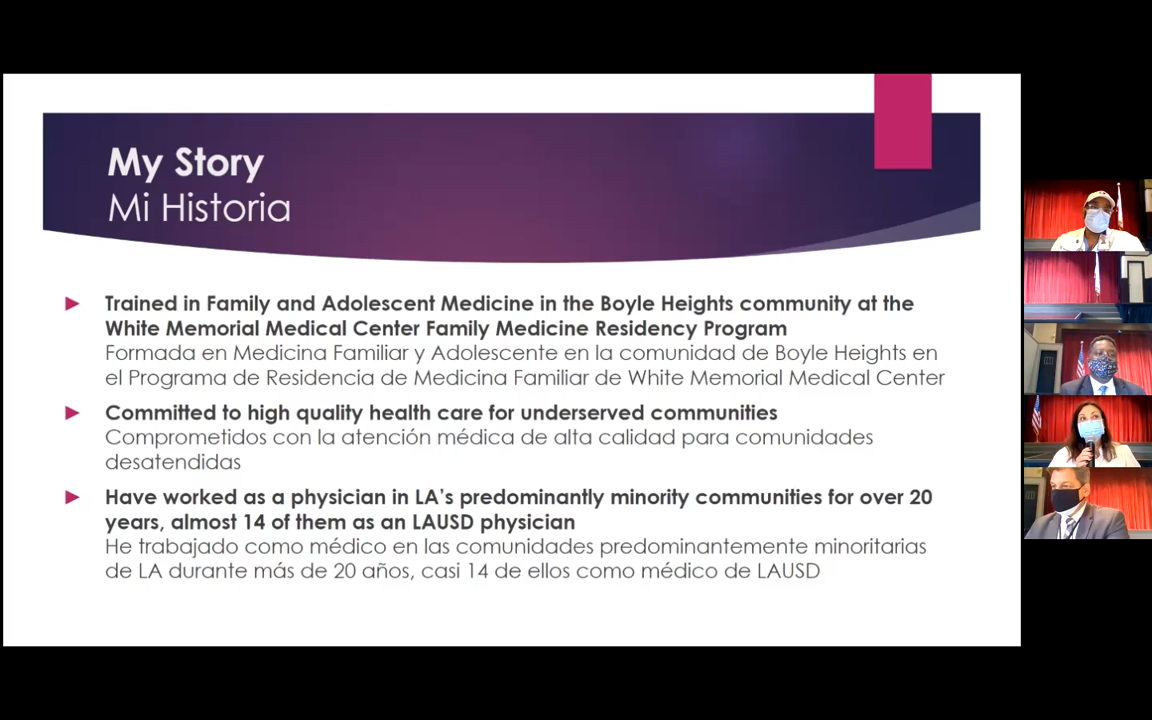 My Story
Mi Historia
Trained in Family and Adolescent Medicine in the Boyle Heights community at the
White Memorial Medical Center Family Medicine Residency Program
Formada en Medicina Familiar y Adolescente en la comunidad de Boyle Heights en
el Programa de Residencia de Medicina Familiar de White Memorial Medical Center
Committed to high quality health care for underserved communities
Comprometidos con la atención médica de alta calidad para comunidades
desatendidas
Have worked as a physician in LA’s predominantly minority communities for over 20
years, almost 14 of them as an LAUSD physician
He trabajado como médico en las comunidades predominantemente minoritarias
de LA durante más de 20 años, casi 14 de ellos como médico de LAUSD